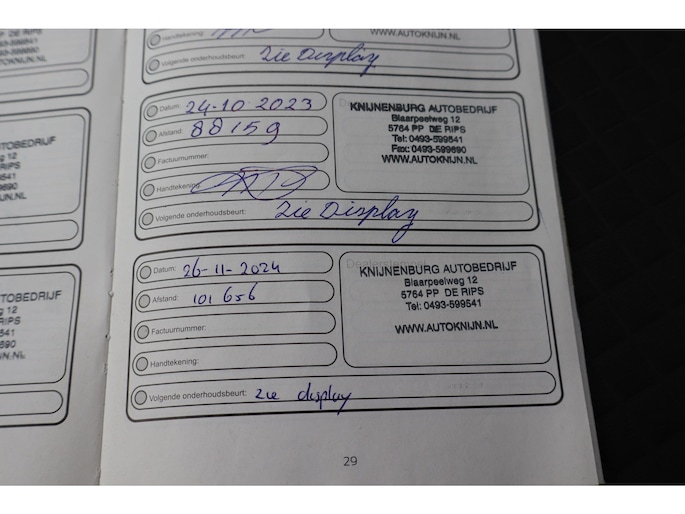 Handtekening:
WWW.AUTOKNIJN.NL
Volgende onderhoudsbeurt: Zie Display
Datum: 24-10-2023
Afstand: 88159
Factuurnummer:
Handtekening:
Volgende onderhoudsbeurt: Zie Display
KNIJNENBURG AUTOBEDRIJF
Blaarpeelweg 12
5764 PP DE RIPS
Tel: 0493-599541
Fax: 0493-599690
WWW.AUTOKNIJN.NL
Datum: 26-11-2024
Afstand: 101 656
Factuurnummer:
Handtekening:
Volgende onderhoudsbeurt: zie display
Dealerstempel
KNIJNENBURG AUTOBEDRIJF
Blaarpeelweg 12
5764 PP DE RIPS
Tel: 0493-599541
WWW.AUTOKNIJN.NL
29